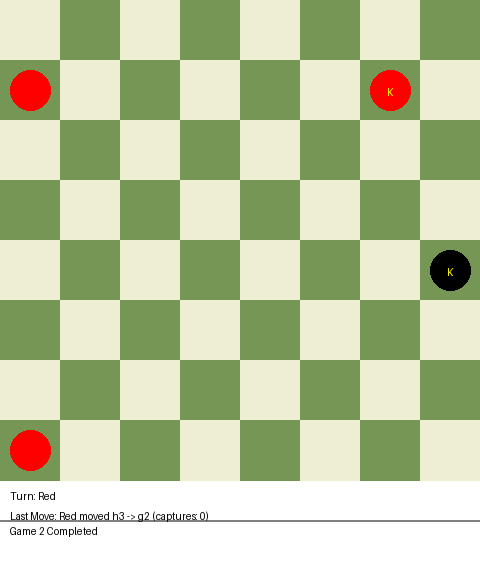 K
K
Turn: Red
Last Move: Red moved h3 -> g2 (captures: 0)
Game 2 Completed